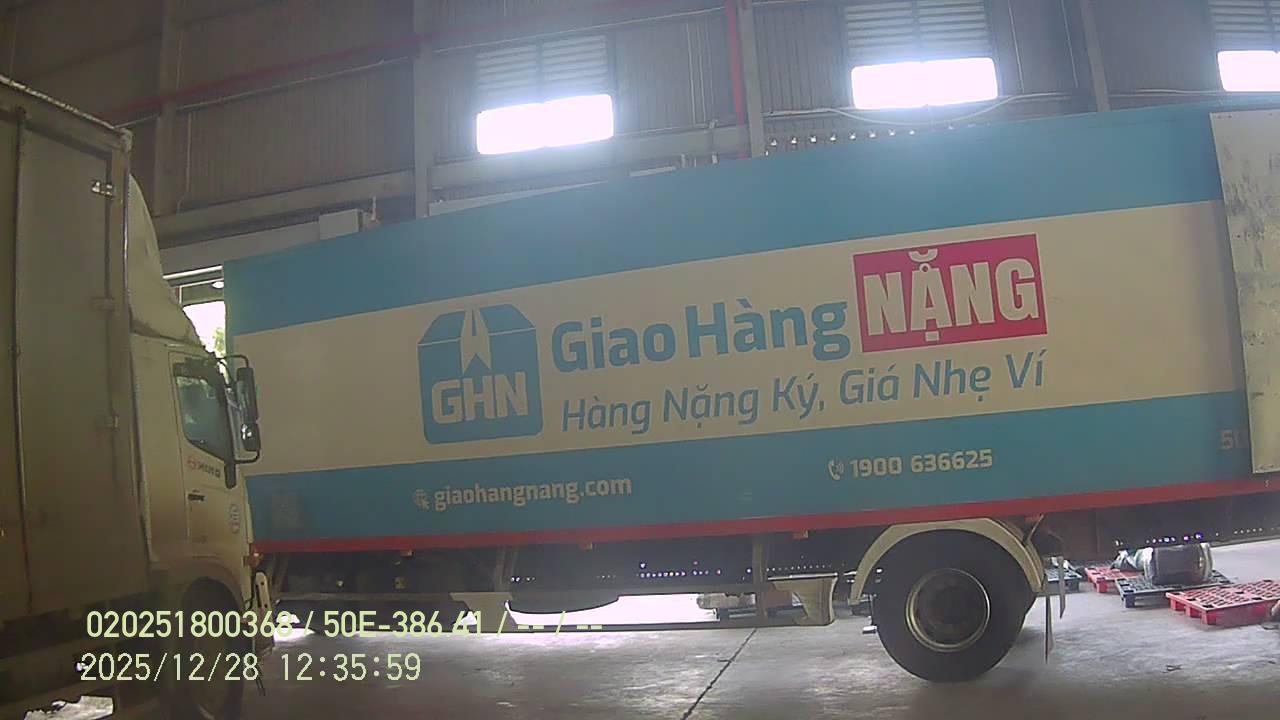 GHN
Giao Hàng NẶNG
Hàng Nặng Ký, Giá Nhẹ Ví
giaohangnang.com
1900 636625
HINO
020251800368 / 50E-386.41 / -- / --
2025/12/28 12:35:59